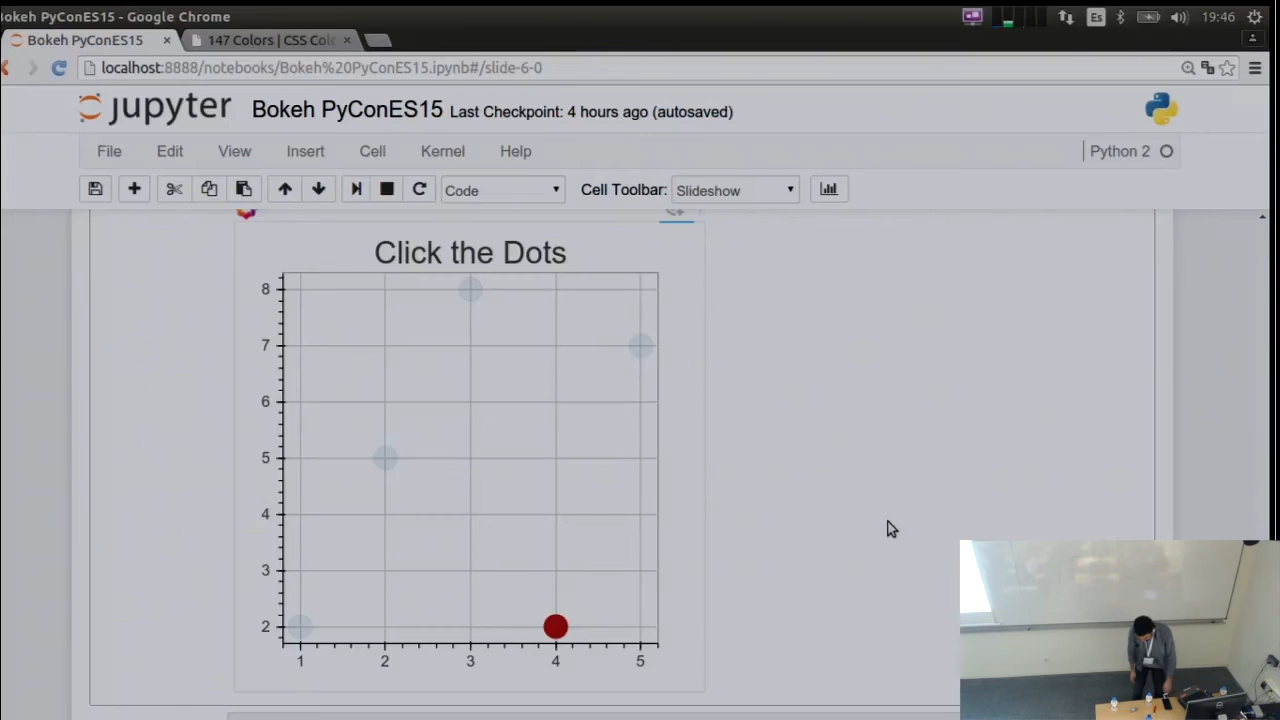 Bokeh PyConES15 - Google Chrome
Es
19:46
Bokeh PyConES15 ×
147 Colors | CSS Colo ×
localhost:8888/notebooks/Bokeh%20PyConES15.ipynb#/slide-6-0
jupyter Bokeh PyConES15 Last Checkpoint: 4 hours ago (autosaved)
File Edit View Insert Cell Kernel Help
Python 2
Code
Cell Toolbar: Slideshow
Click the Dots
8
7
6
5
4
3
2
1 2 3 4 5